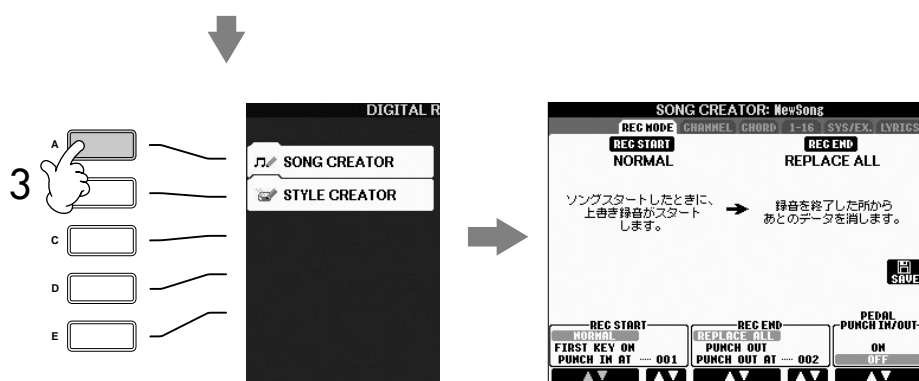 3
A
C
D
E
DIGITAL R
SONG CREATOR
STYLE CREATOR
SONG CREATOR: NewSong
REC MODE CHANNEL CHORD 1-16 SYS/EX. LYRICS
REC START
NORMAL
REC END
REPLACE ALL
ソングスタートしたときに、
上書き録音がスタート
します。
録音を終了した所から
あとのデータを消します。
SAVE
REC START
NORMAL
FIRST KEY ON
PUNCH IN AT ---- 001
REC END
REPLACE ALL
PUNCH OUT
PUNCH OUT AT ---- 002
PEDAL
PUNCH IN/OUT
ON
OFF